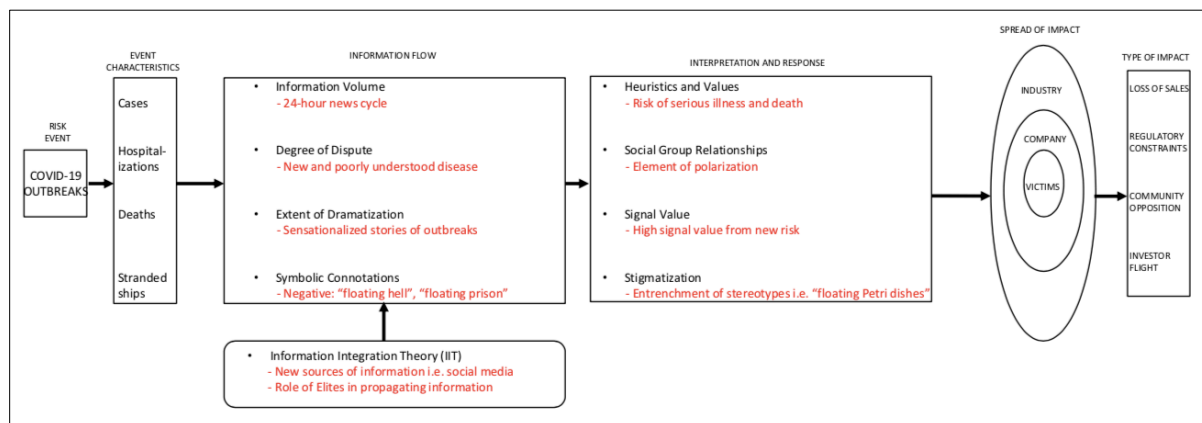 RISK
EVENT
COVID-19
OUTBREAKS
EVENT
CHARACTERISTICS
Cases
Hospital-
izations
Deaths
Stranded
ships
INFORMATION FLOW
• Information Volume
- 24-hour news cycle
• Degree of Dispute
- New and poorly understood disease
• Extent of Dramatization
- Sensationalized stories of outbreaks
• Symbolic Connotations
- Negative: “floating hell”, “floating prison”
• Information Integration Theory (IIT)
- New sources of information i.e. social media
- Role of Elites in propagating information
INTERPRETATION AND RESPONSE
• Heuristics and Values
- Risk of serious illness and death
• Social Group Relationships
- Element of polarization
• Signal Value
- High signal value from new risk
• Stigmatization
- Entrenchment of stereotypes i.e. “floating Petri dishes”
SPREAD OF IMPACT
INDUSTRY
COMPANY
VICTIMS
TYPE OF IMPACT
LOSS OF SALES
REGULATORY
CONSTRAINTS
COMMUNITY
OPPOSITION
INVESTOR
FLIGHT